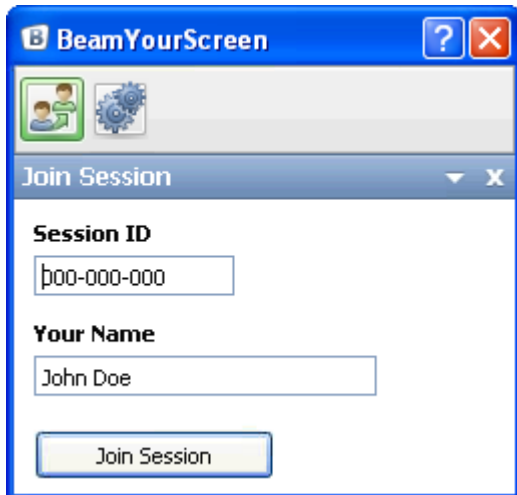 BeamYourScreen
Join Session
Session ID
000-000-000
Your Name
John Doe
Join Session